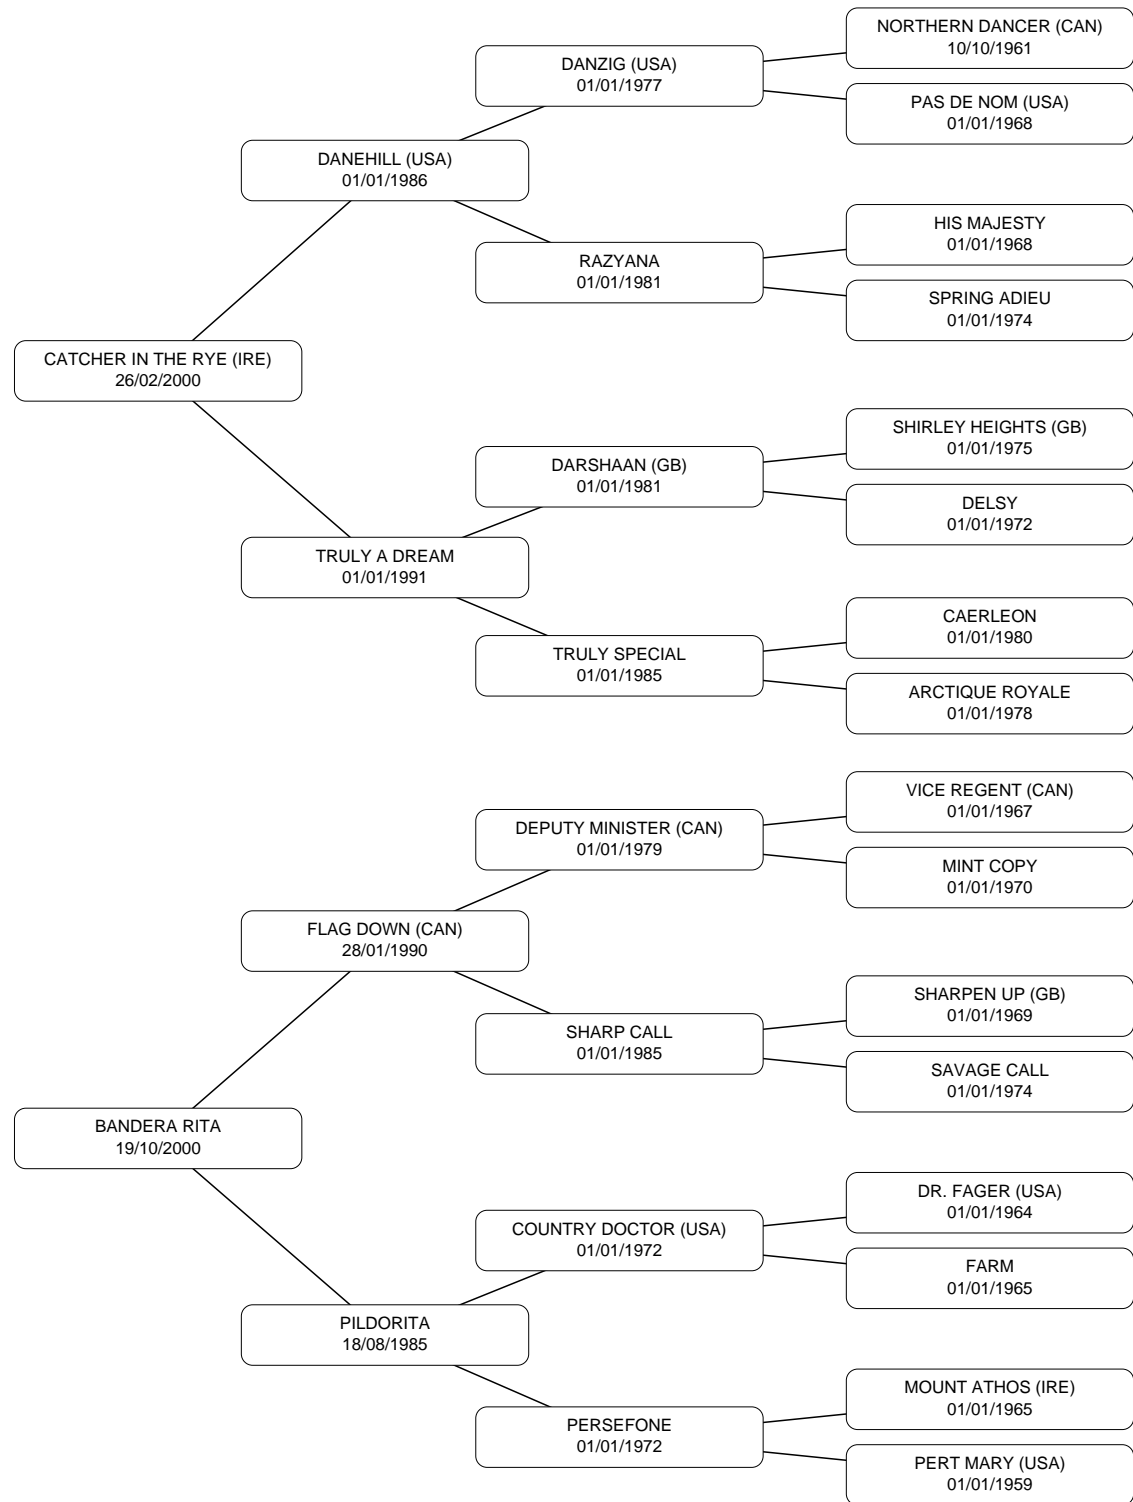 NORTHERN DANCER (CAN)
10/10/1961
DANZIG (USA)
01/01/1977
PAS DE NOM (USA)
01/01/1968
DANEHILL (USA)
01/01/1986
HIS MAJESTY
01/01/1968
RAZYANA
01/01/1981
SPRING ADIEU
01/01/1974
CATCHER IN THE RYE (IRE)
26/02/2000
SHIRLEY HEIGHTS (GB)
01/01/1975
DARSHAAN (GB)
01/01/1981
DELSY
01/01/1972
TRULY A DREAM
01/01/1991
CAERLEON
01/01/1980
TRULY SPECIAL
01/01/1985
ARCTIQUE ROYALE
01/01/1978
VICE REGENT (CAN)
01/01/1967
DEPUTY MINISTER (CAN)
01/01/1979
MINT COPY
01/01/1970
FLAG DOWN (CAN)
28/01/1990
SHARPEN UP (GB)
01/01/1969
SHARP CALL
01/01/1985
SAVAGE CALL
01/01/1974
BANDERA RITA
19/10/2000
DR. FAGER (USA)
01/01/1964
COUNTRY DOCTOR (USA)
01/01/1972
FARM
01/01/1965
PILDORITA
18/08/1985
MOUNT ATHOS (IRE)
01/01/1965
PERSEFONE
01/01/1972
PERT MARY (USA)
01/01/1959